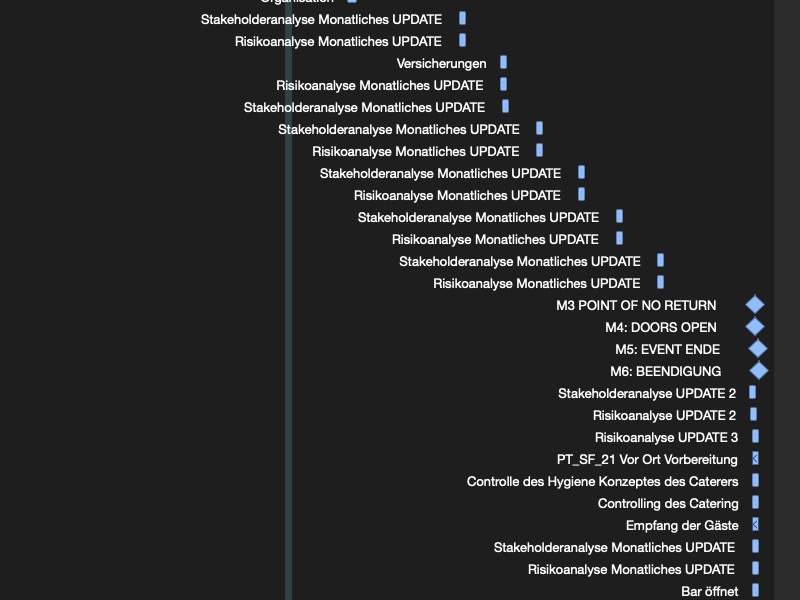 Organisation
Stakeholderanalyse Monatliches UPDATE
Risikoanalyse Monatliches UPDATE
Versicherungen
Risikoanalyse Monatliches UPDATE
Stakeholderanalyse Monatliches UPDATE
Stakeholderanalyse Monatliches UPDATE
Risikoanalyse Monatliches UPDATE
Stakeholderanalyse Monatliches UPDATE
Risikoanalyse Monatliches UPDATE
Stakeholderanalyse Monatliches UPDATE
Risikoanalyse Monatliches UPDATE
Stakeholderanalyse Monatliches UPDATE
Risikoanalyse Monatliches UPDATE
M3 POINT OF NO RETURN
M4: DOORS OPEN
M5: EVENT ENDE
M6: BEENDIGUNG
Stakeholderanalyse UPDATE 2
Risikoanalyse UPDATE 2
Risikoanalyse UPDATE 3
PT_SF_21 Vor Ort Vorbereitung
Controlle des Hygiene Konzeptes des Caterers
Controlling des Catering
Empfang der Gäste
Stakeholderanalyse Monatliches UPDATE
Risikoanalyse Monatliches UPDATE
Bar öffnet